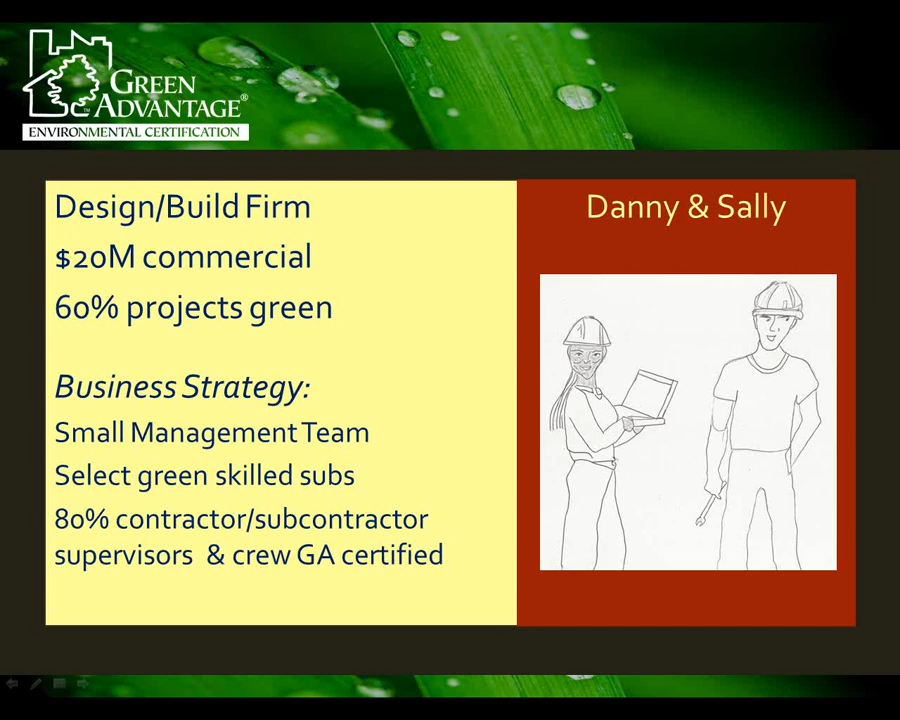 GREEN
ADVANTAGE®
ENVIRONMENTAL CERTIFICATION
Design/Build Firm
$20M commercial
60% projects green
Business Strategy:
Small Management Team
Select green skilled subs
80% contractor/subcontractor
supervisors & crew GA certified
Danny & Sally